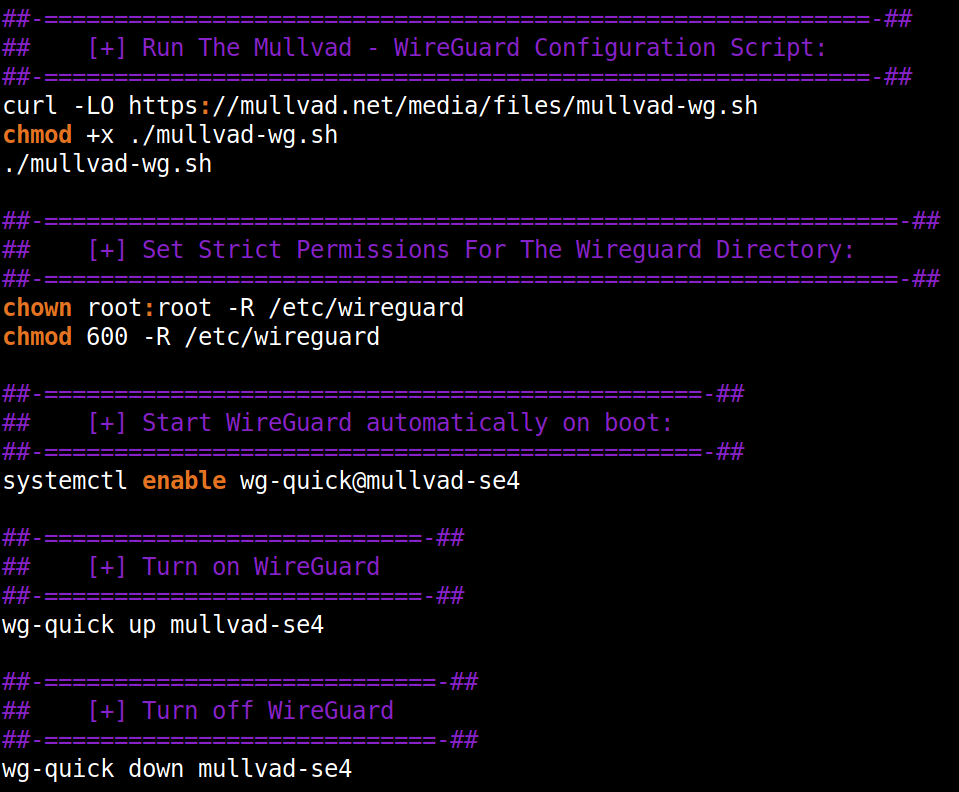 ##-===========================================================-##
##    [+] Run The Mullvad - WireGuard Configuration Script:
##-===========================================================-##
curl -LO https://mullvad.net/media/files/mullvad-wg.sh
chmod +x ./mullvad-wg.sh
./mullvad-wg.sh
##-=============================================================-##
##    [+] Set Strict Permissions For The Wireguard Directory:
##-=============================================================-##
chown root:root -R /etc/wireguard
chmod 600 -R /etc/wireguard
##-===============================================-##
##    [+] Start WireGuard automatically on boot:
##-===============================================-##
systemctl enable wg-quick@mullvad-se4
##-===========================-##
##    [+] Turn on WireGuard
##-===========================-##
wg-quick up mullvad-se4
##-============================-##
##    [+] Turn off WireGuard
##-============================-##
wg-quick down mullvad-se4